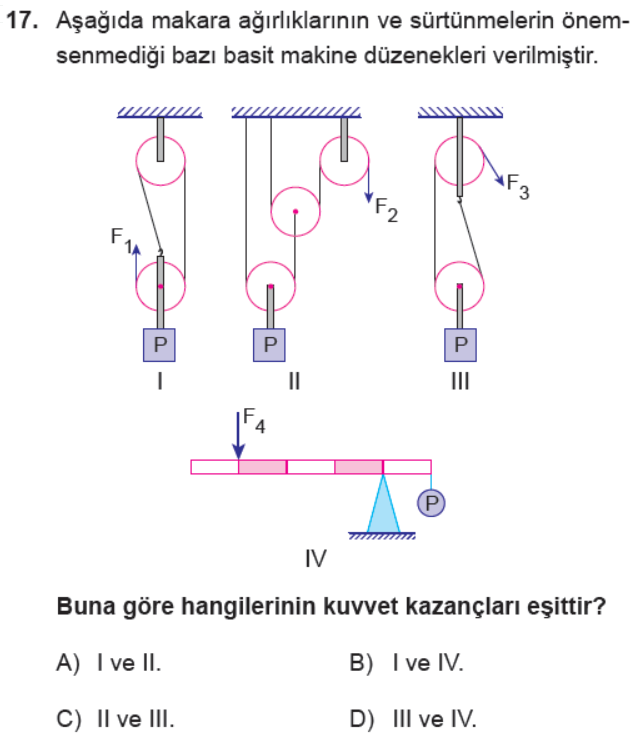 17. Aşağıda makara ağırlıklarının ve sürtünmelerin önem-
senmediği bazı basit makine düzenekleri verilmiştir.
F1
F2
F3
P
P
P
I
II
III
F4
P
IV
Buna göre hangilerinin kuvvet kazançları eşittir?
A) I ve II.
B) I ve IV.
C) II ve III.
D) III ve IV.